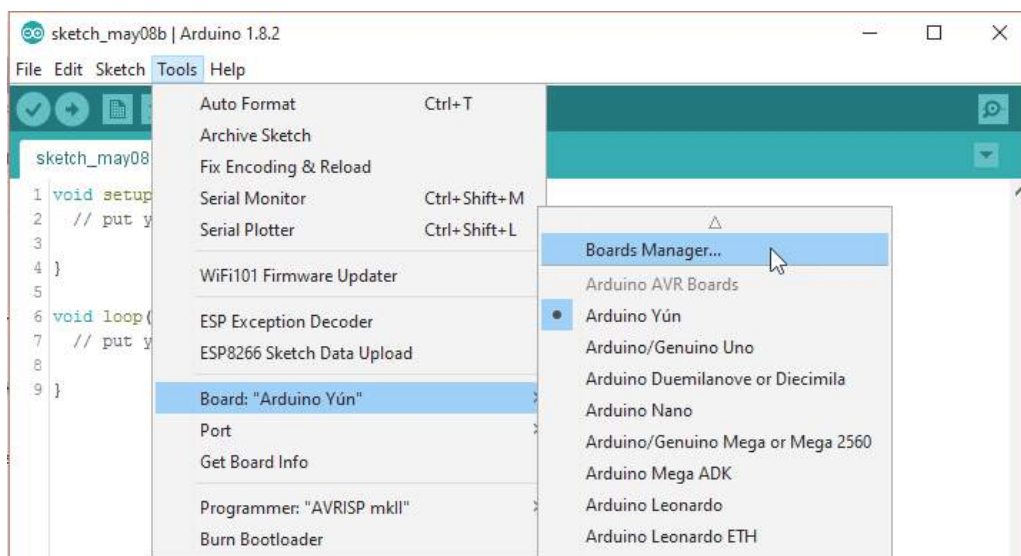 sketch_may08b | Arduino 1.8.2
File Edit Sketch Tools Help
sketch_may08
1 void setup
2 // put y
3
4 }
5
6 void loop(
7 // put y
8
9 }
Auto Format Ctrl+T
Archive Sketch
Fix Encoding & Reload
Serial Monitor Ctrl+Shift+M
Serial Plotter Ctrl+Shift+L
WiFi101 Firmware Updater
ESP Exception Decoder
ESP8266 Sketch Data Upload
Board: "Arduino Yún"
Port
Get Board Info
Programmer: "AVRISP mkII"
Burn Bootloader
Boards Manager...
Arduino AVR Boards
Arduino Yún
Arduino/Genuino Uno
Arduino Duemilanove or Diecimila
Arduino Nano
Arduino/Genuino Mega or Mega 2560
Arduino Mega ADK
Arduino Leonardo
Arduino Leonardo ETH